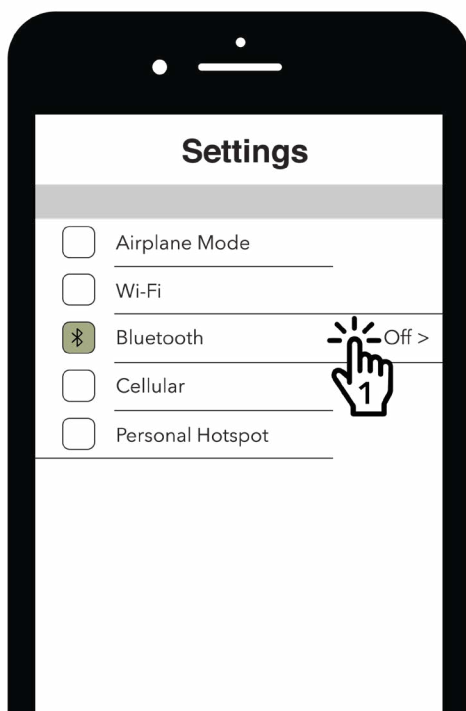 Settings
Airplane Mode
Wi-Fi
Bluetooth Off >
1
Cellular
Personal Hotspot